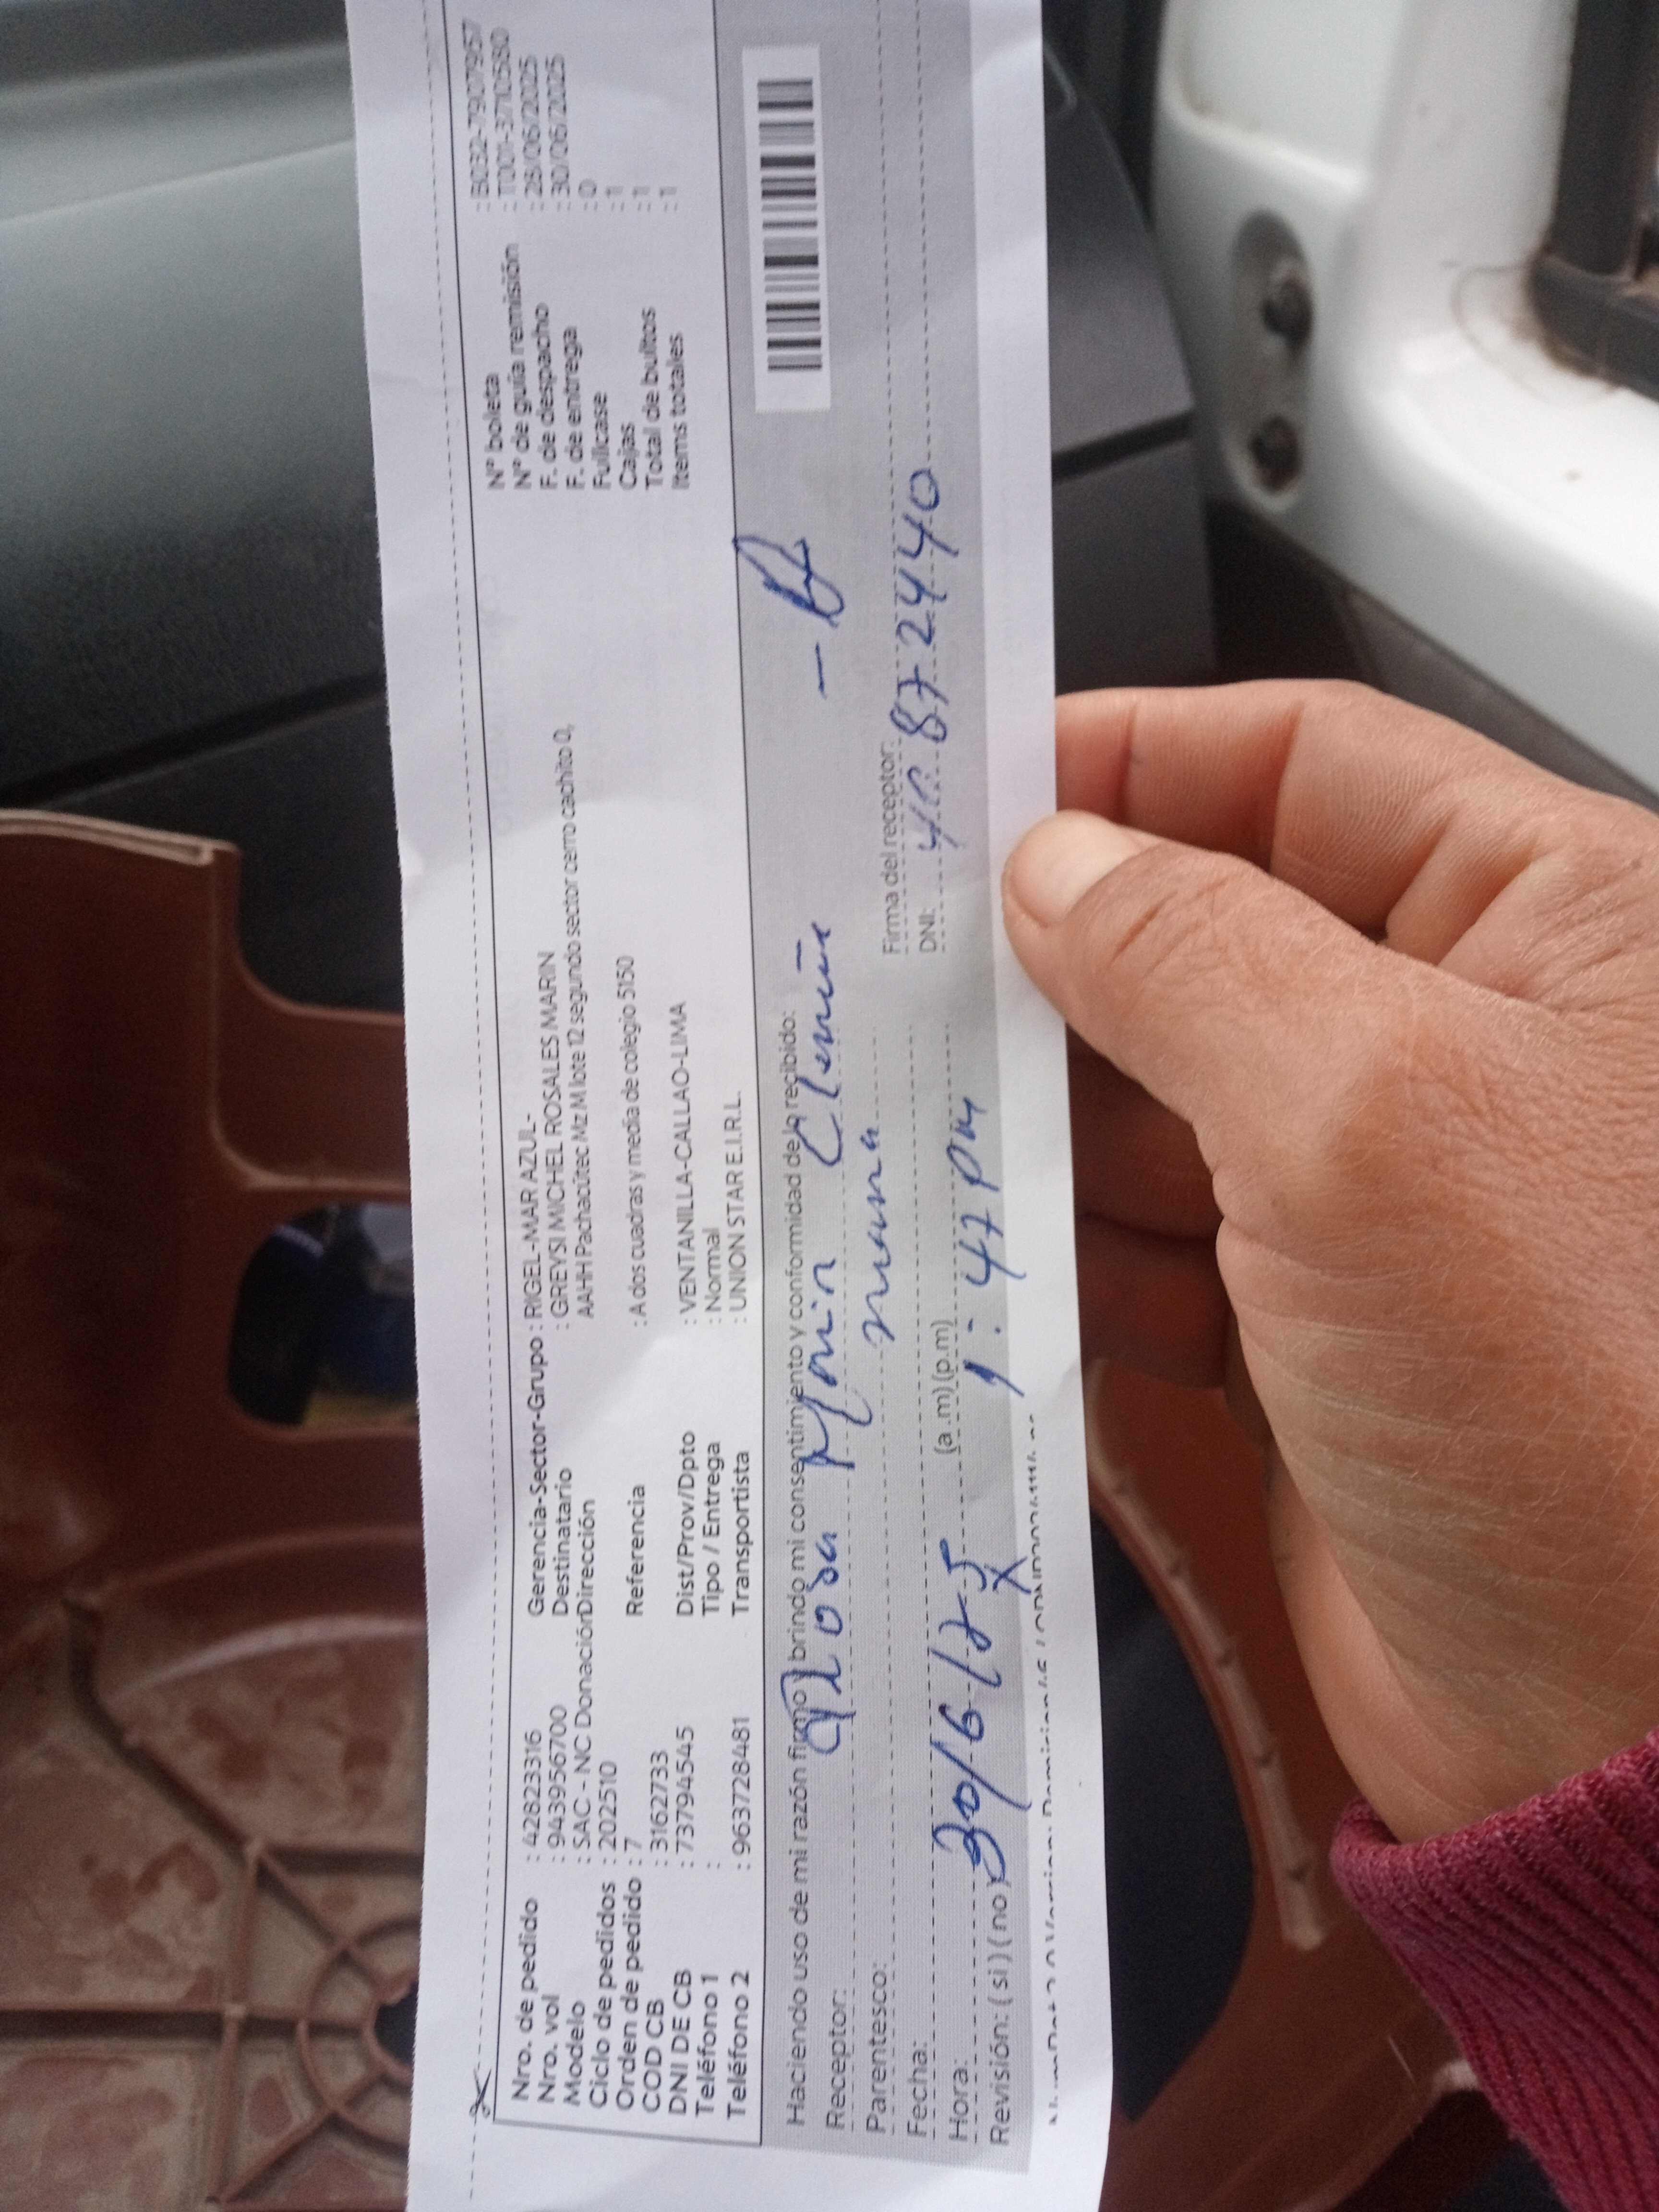 Nro. de pedido : 42823316
Nro. vol : 943956700
Modelo : SAC - NC Donación
Ciclo de pedidos : 202510
Orden de pedido : 7
COD CB : 31627733
DNI DE CB : 73794545
Teléfono 1 :
Teléfono 2 : 963728481
Gerencia-Sector-Grupo : RIGEL-MAR AZUL-
Destinatario : GREYSI MICHEL ROSALES MARIN
Dirección AAHH Pachacútec Mz M lote 12 segundo sector cerro cachito 0,
Referencia : A dos cuadras y media de colegio 5150
Dist/Prov/Dpto : VENTANILLA-CALLAO-LIMA
Tipo / Entrega : Normal
Transportista : UNION STAR E.I.R.L.
N° boleta : B032-79079957
N° de guía remisión : T001-37105580
F. de despacho : 28/06/2025
F. de entrega : 30/06/2025
Fullcase : 0
Cajas : 1
Total de bultos : 1
Items totales : 1
Haciendo uso de mi razón firmo y brindo mi consentimiento y conformidad de lo recibido:
Receptor:
Parentesco: mamá
Firma del receptor:
Fecha: 30/6/25
DNI: 40872440
Hora: (a.m) (p.m) 1:47 pm
Revisión: (si) (no) X